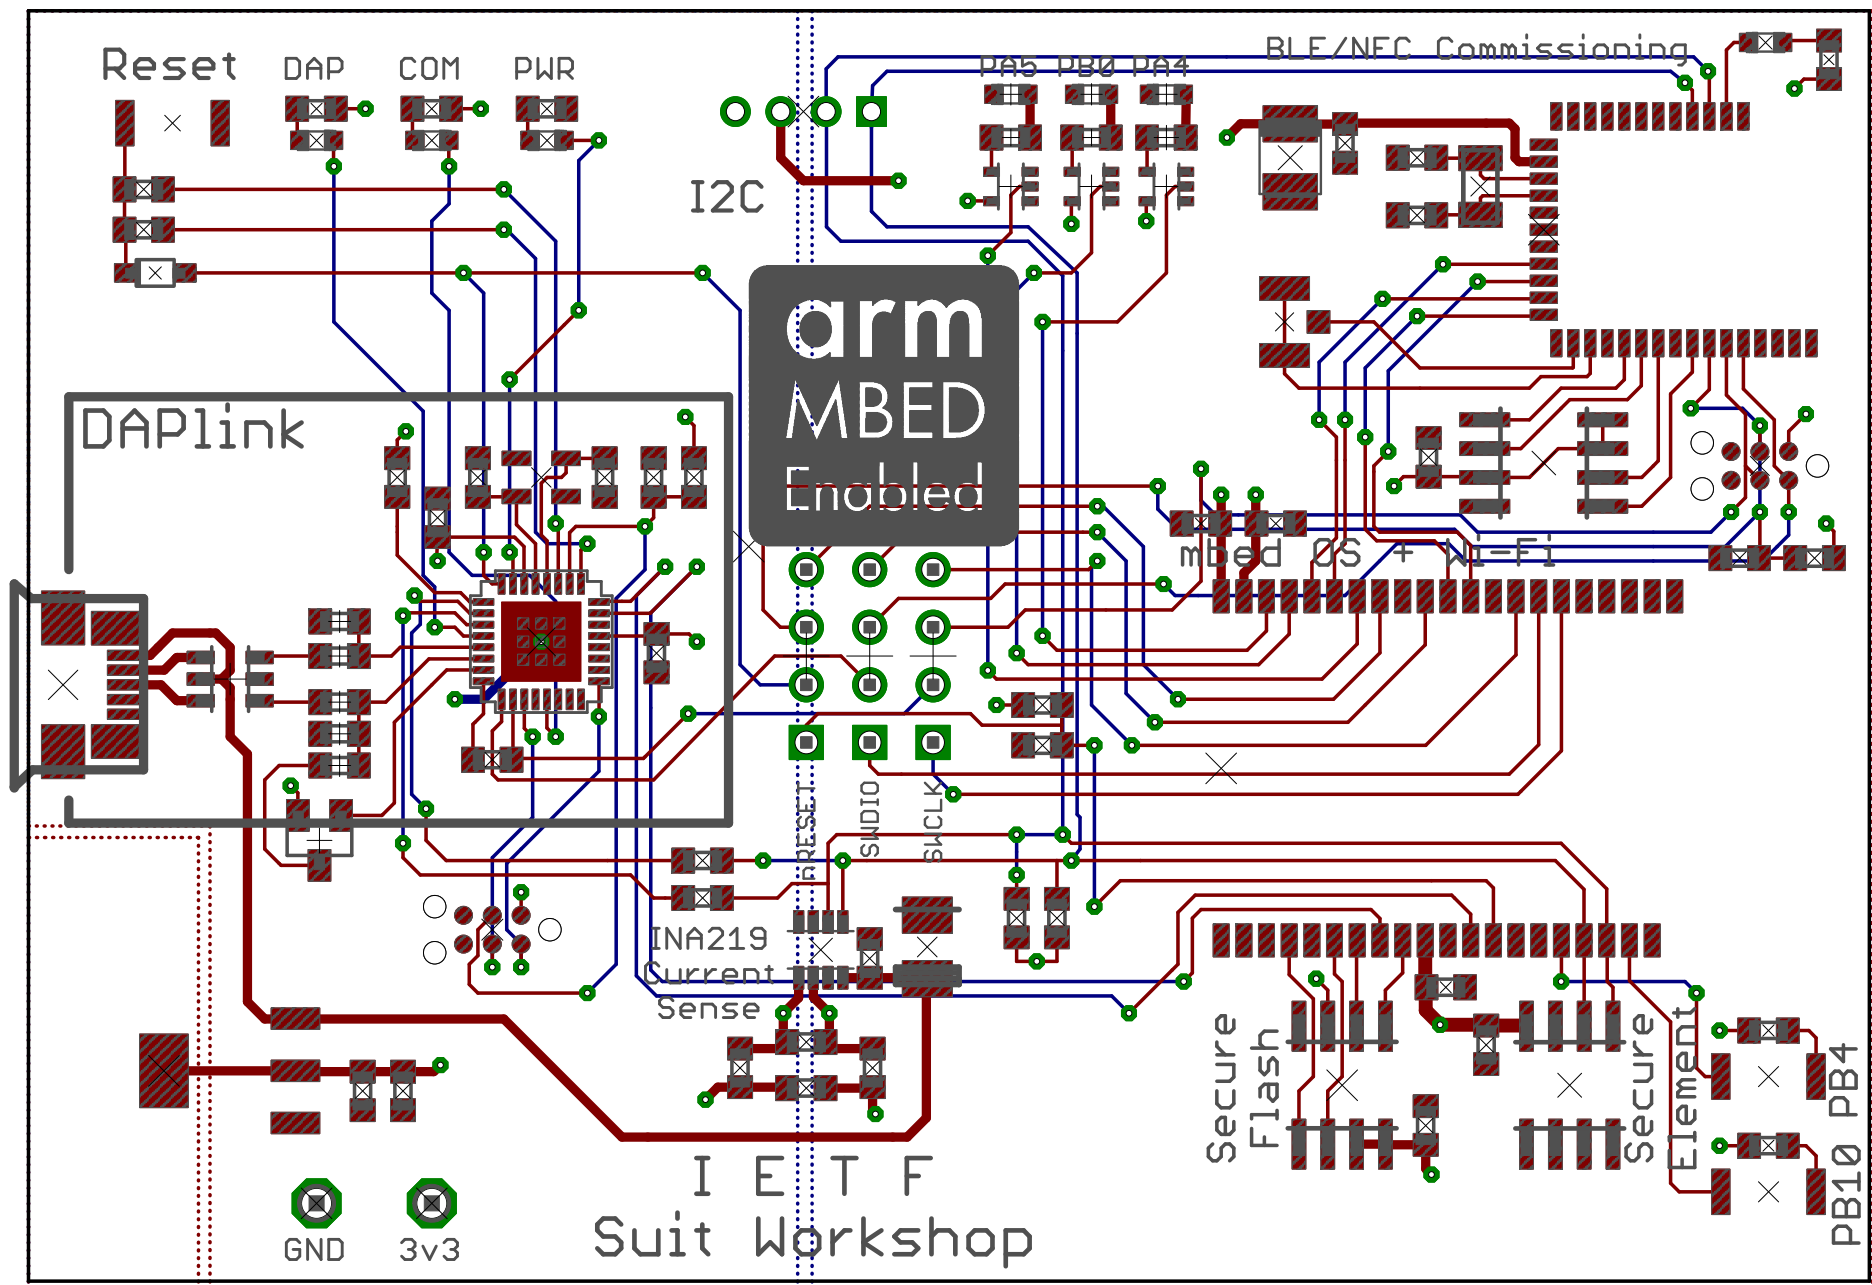 Reset
DAP
COM
PWR
PA5
PB0
PA4
BLE/NFC Commissioning
I2C
arm
MBED
Enabled
DAPlink
mbed OS + Wi-Fi
nRESET
SWDIO
SWCLK
INA219
Current
Sense
Secure
Flash
Secure
Element
PB4
PB10
I E T F
Suit Workshop
GND
3v3